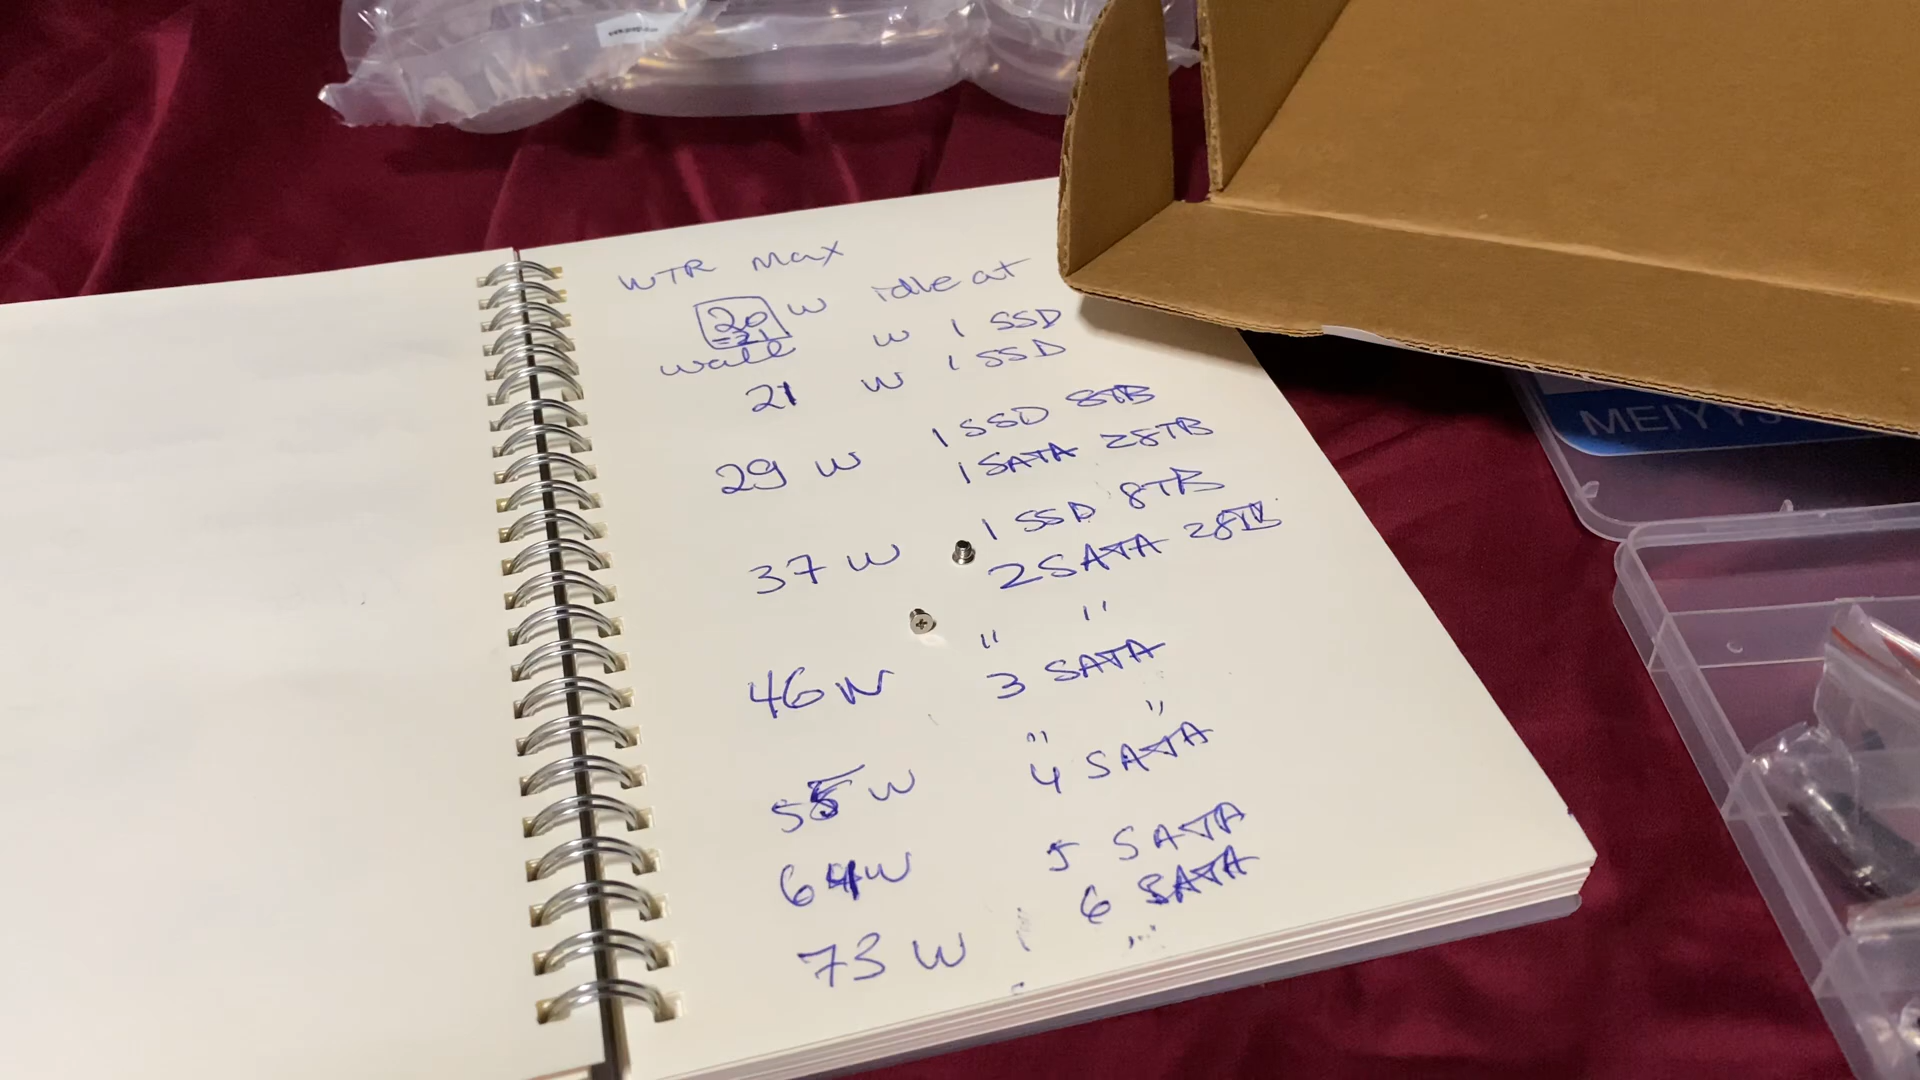 WTR Max
20 W idle at
-21
wall w 1 SSD
21 W 1 SSD
1 SSD 8TB
29 W 1 SATA 28TB
1 SSD 8TB
37 W 2 SATA 28TB
" "
46 W 3 SATA
" "
55 W 4 SATA
64 W 5 SATA
6 SATA
73 W "